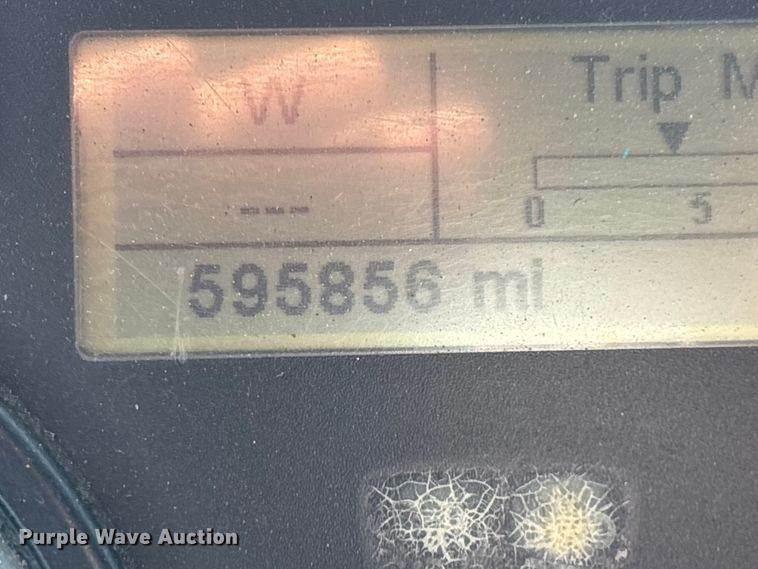 W
Trip M
0 5
---
595856 mi
Purple Wave Auction